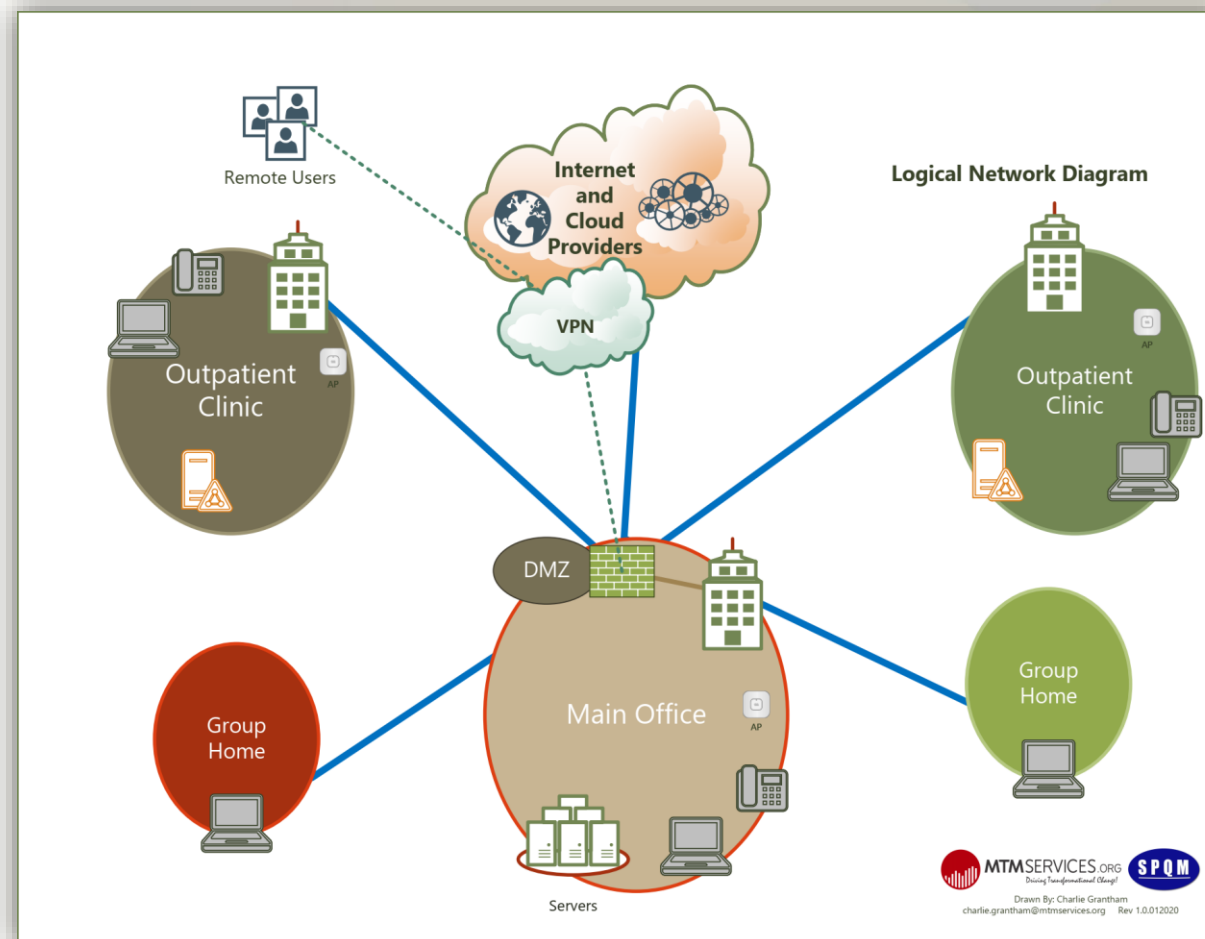 Remote Users
Internet
and
Cloud
Providers
VPN
Logical Network Diagram
Outpatient
Clinic
AP
Outpatient
Clinic
AP
DMZ
Main Office
AP
Group
Home
Group
Home
Servers
MTMSERVICES.ORG
Driving Transformational Change!
SPQM
Drawn By: Charlie Grantham
charlie.grantham@mtmservices.org Rev 1.0.012020